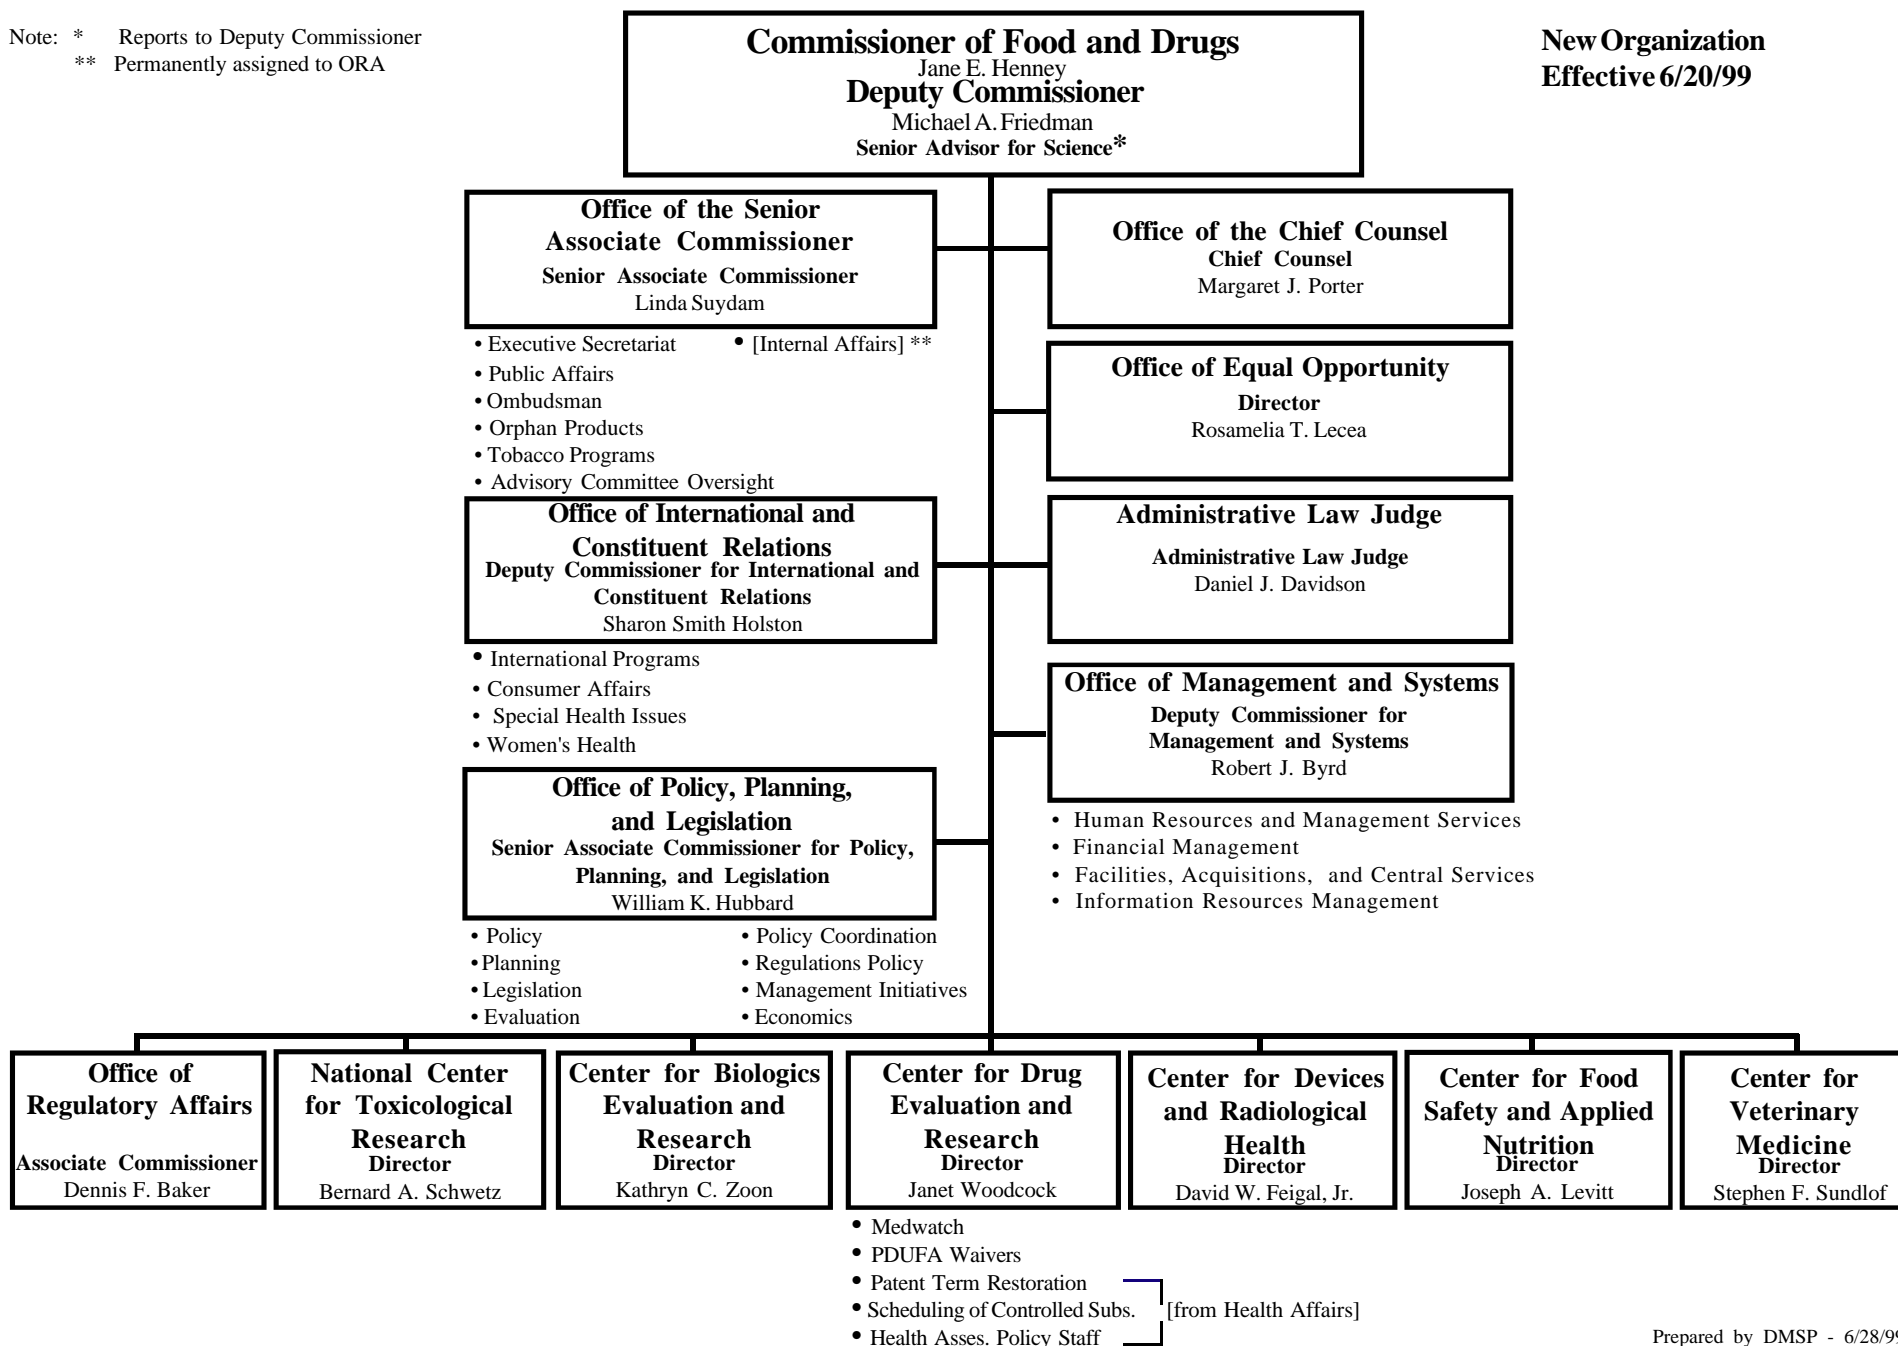 Note: * Reports to Deputy Commissioner
** Permanently assigned to ORA
Commissioner of Food and Drugs
Jane E. Henney
Deputy Commissioner
Michael A. Friedman
Senior Advisor for Science*
New Organization
Effective 6/20/99
Office of the Senior
Associate Commissioner
Senior Associate Commissioner
Linda Suydam
• Executive Secretariat • [Internal Affairs] **
• Public Affairs
• Ombudsman
• Orphan Products
• Tobacco Programs
• Advisory Committee Oversight
Office of the Chief Counsel
Chief Counsel
Margaret J. Porter
Office of Equal Opportunity
Director
Rosamelia T. Lecea
Office of International and
Constituent Relations
Deputy Commissioner for International and
Constituent Relations
Sharon Smith Holston
• International Programs
• Consumer Affairs
• Special Health Issues
• Women's Health
Administrative Law Judge
Administrative Law Judge
Daniel J. Davidson
Office of Management and Systems
Deputy Commissioner for
Management and Systems
Robert J. Byrd
• Human Resources and Management Services
• Financial Management
• Facilities, Acquisitions, and Central Services
• Information Resources Management
Office of Policy, Planning,
and Legislation
Senior Associate Commissioner for Policy,
Planning, and Legislation
William K. Hubbard
• Policy • Policy Coordination
• Planning • Regulations Policy
• Legislation • Management Initiatives
• Evaluation • Economics
Office of
Regulatory Affairs
Associate Commissioner
Dennis F. Baker
National Center
for Toxicological
Research
Director
Bernard A. Schwetz
Center for Biologics
Evaluation and
Research
Director
Kathryn C. Zoon
Center for Drug
Evaluation and
Research
Director
Janet Woodcock
• Medwatch
• PDUFA Waivers
• Patent Term Restoration
• Scheduling of Controlled Subs. [from Health Affairs]
• Health Asses. Policy Staff
Center for Devices
and Radiological
Health
Director
David W. Feigal, Jr.
Center for Food
Safety and Applied
Nutrition
Director
Joseph A. Levitt
Center for
Veterinary
Medicine
Director
Stephen F. Sundlof
Prepared by DMSP - 6/28/99